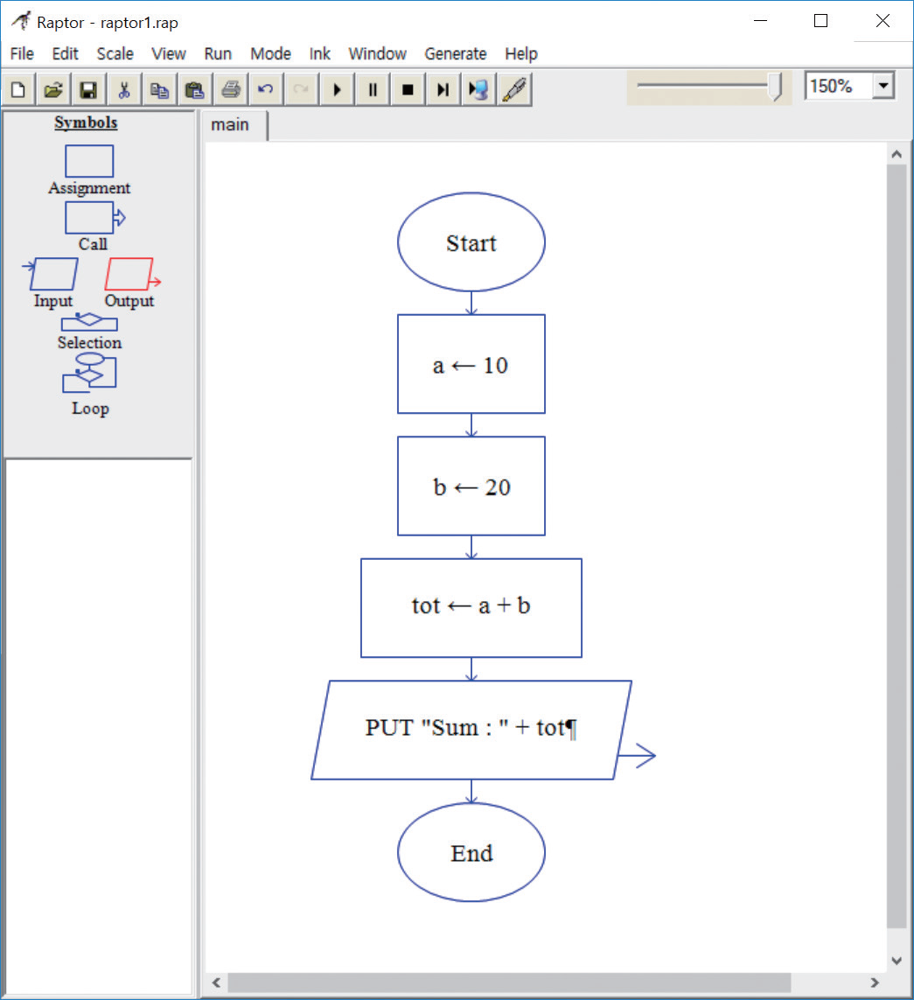 Raptor - raptor1.rap
File Edit Scale View Run Mode Ink Window Generate Help
150%
Symbols
Assignment
Call
Input Output
Selection
Loop
main
Start
a ← 10
b ← 20
tot ← a + b
PUT "Sum : " + tot¶
End